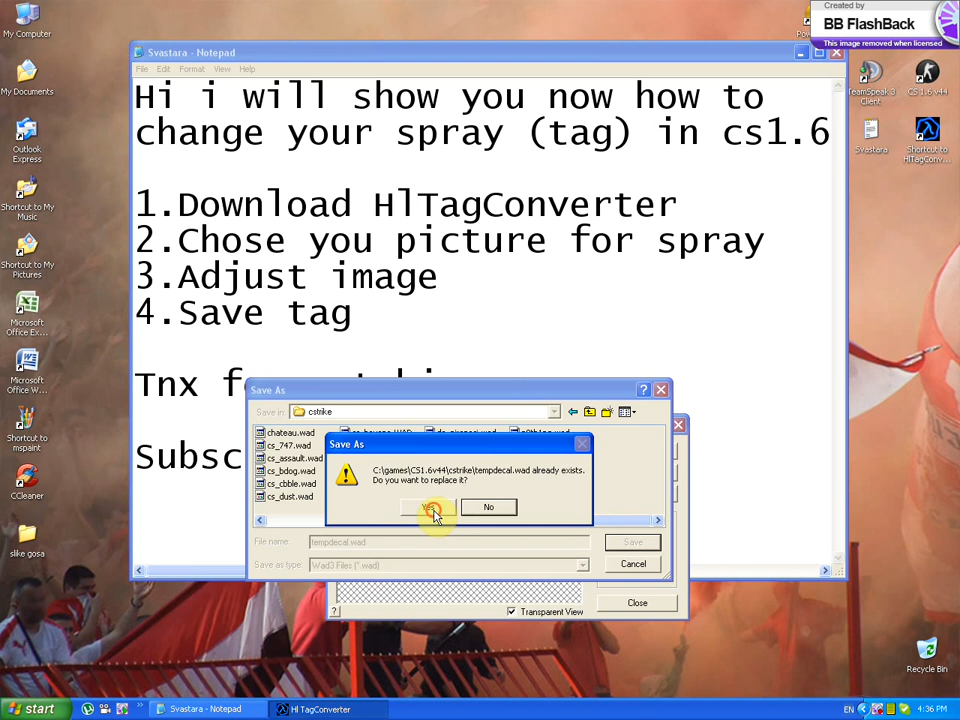 Created by
BB FlashBack
This image removed when licensed
My Computer
My Documents
Outlook
Express
Shortcut to My
Music
Shortcut to My
Pictures
Microsoft
Office Ex...
Microsoft
Office W...
Shortcut to
mspaint
CCleaner
slike gosa
TeamSpeak 3
Client
CS 1.6 v44
Svastara
Shortcut to
HlTagConv...
Recycle Bin
Svastara - Notepad
File Edit Format View Help
Hi i will show you now how to
change your spray (tag) in cs1.6
1.Download HlTagConverter
2.Chose you picture for spray
3.Adjust image
4.Save tag
Tnx
Subsc
Save As
Save in: cstrike
chateau.wad
cs_747.wad
cs_assault.wad
cs_bdog.wad
cs_cbble.wad
cs_dust.wad
Save As
C:\games\CS1.6v44\cstrike\tempdecal.wad already exists.
Do you want to replace it?
Yes No
File name: tempdecal.wad Save
Save as type: Wad3 Files (*.wad) Cancel
? Transparent View Close
start Svastara - Notepad Hl TagConverter EN 4:36 PM